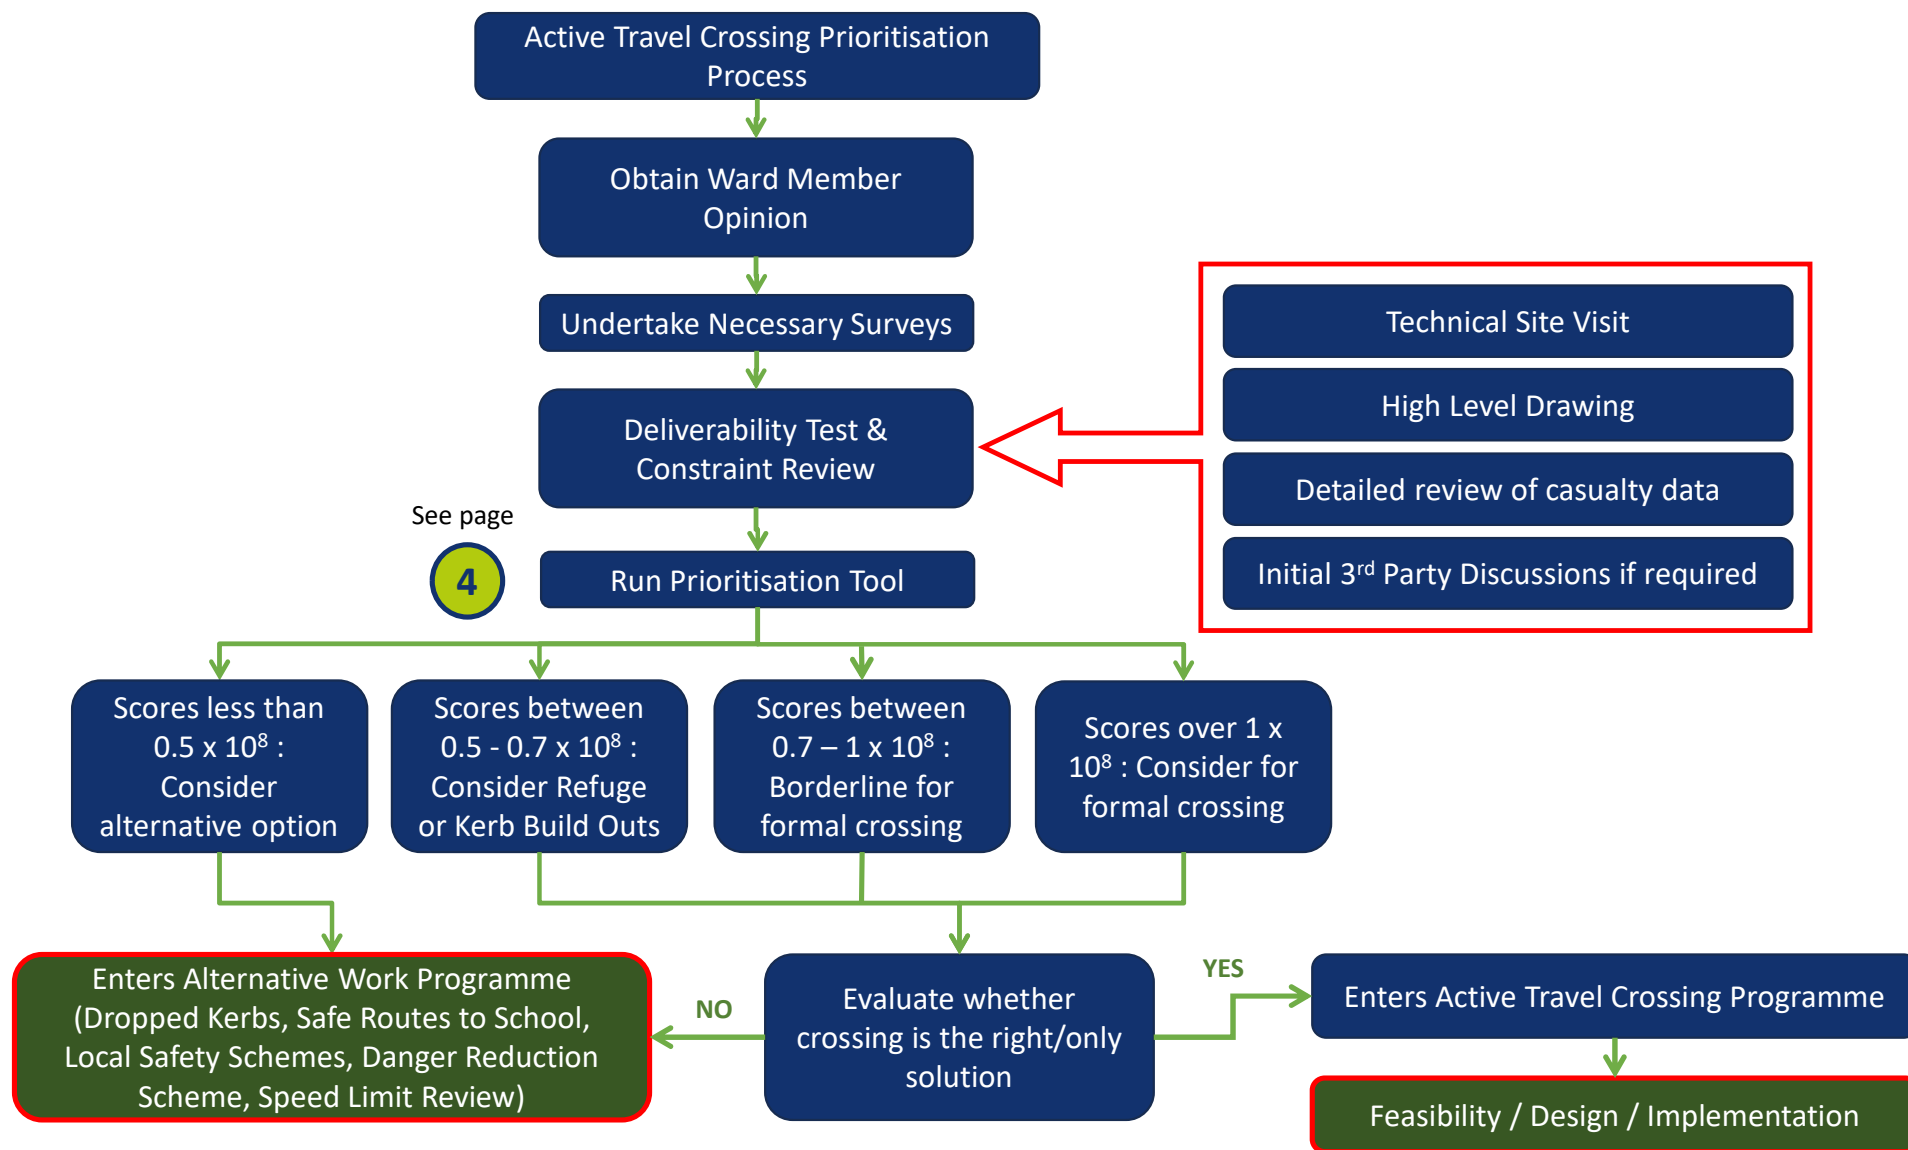 Active Travel Crossing Prioritisation
Process
Obtain Ward Member
Opinion
Undertake Necessary Surveys
Deliverability Test &
Constraint Review
Technical Site Visit
High Level Drawing
Detailed review of casualty data
Initial 3rd Party Discussions if required
See page
4
Run Prioritisation Tool
Scores less than
0.5 x 10⁸ :
Consider
alternative option
Scores between
0.5 - 0.7 x 10⁸ :
Consider Refuge
or Kerb Build Outs
Scores between
0.7 – 1 x 10⁸ :
Borderline for
formal crossing
Scores over 1 x
10⁸ : Consider for
formal crossing
Enters Alternative Work Programme
(Dropped Kerbs, Safe Routes to School,
Local Safety Schemes, Danger Reduction
Scheme, Speed Limit Review)
NO
Evaluate whether
crossing is the right/only
solution
YES
Enters Active Travel Crossing Programme
Feasibility / Design / Implementation